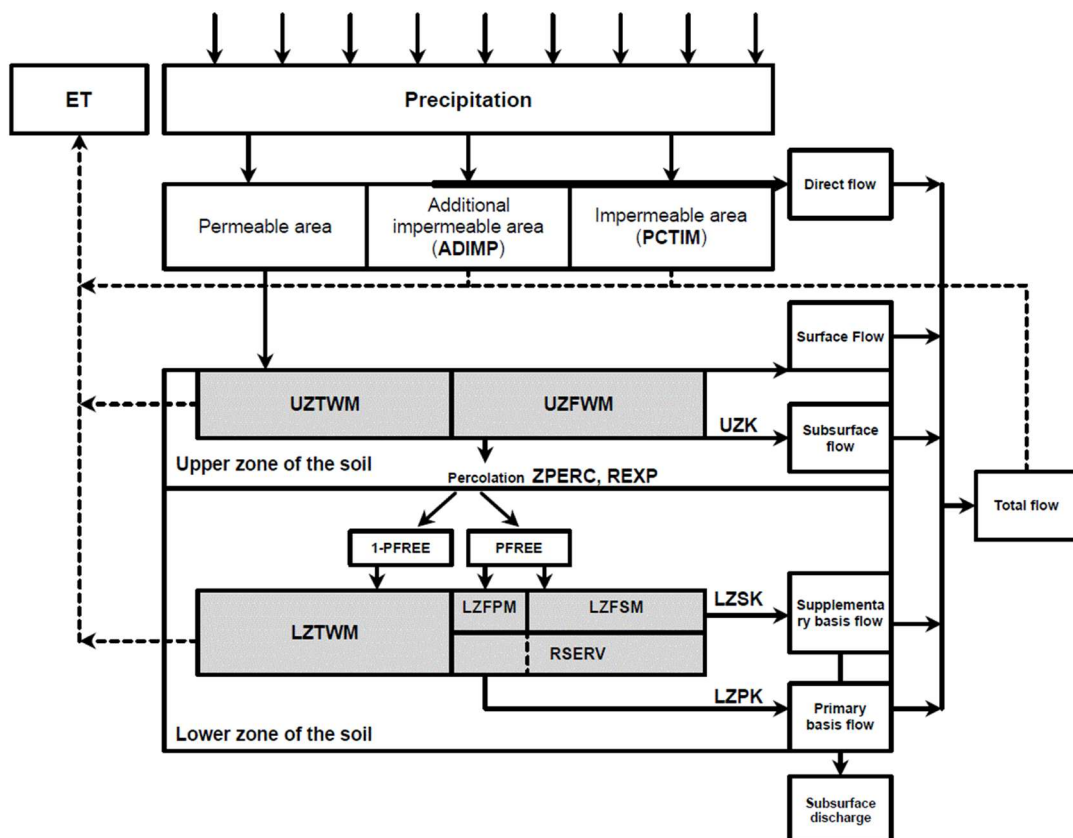 ET
Precipitation
Direct flow
Permeable area
Additional
impermeable area
(ADIMP)
Impermeable area
(PCTIM)
Surface Flow
UZTWM
UZFWM
UZK
Subsurface
flow
Upper zone of the soil
Percolation ZPERC, REXP
Total flow
1-PFREE
PFREE
LZTWM
LZFPM
LZFSM
RSERV
LZSK
Supplementa
ry basis flow
LZPK
Primary
basis flow
Lower zone of the soil
Subsurface
discharge